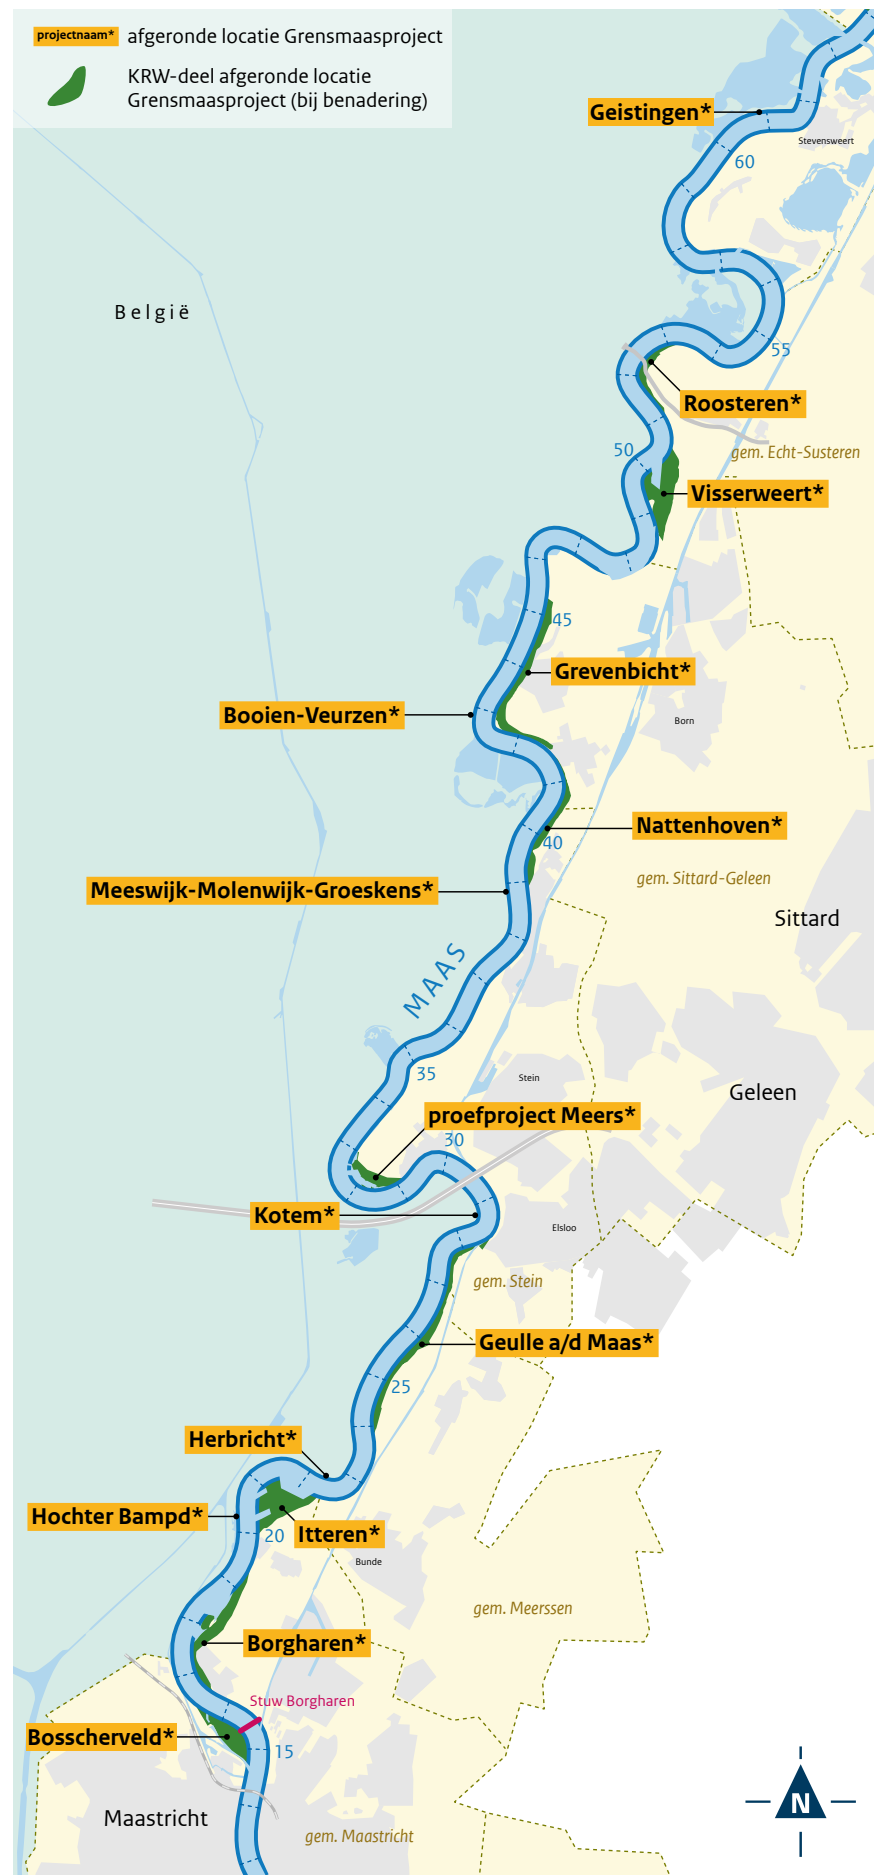 projectnaam* afgeronde locatie Grensmaasproject
KRW-deel afgeronde locatie
Grensmaasproject (bij benadering)
Geistingen*
Stevensweert
60
België
55
Roosteren*
50
gem. Echt-Susteren
Visserweert*
45
Grevenbicht*
Booien-Veurzen*
Born
Nattenhoven*
40
gem. Sittard-Geleen
Meeswijk-Molenwijk-Groeskens*
Sittard
MAAS
35
Stein
Geleen
proefproject Meers*
30
Kotem*
Elsloo
gem. Stein
Geulle a/d Maas*
25
Herbricht*
Hochter Bampd*
Itteren*
20
Bunde
gem. Meerssen
Borgharen*
Stuw Borgharen
Bosscherveld*
15
Maastricht
gem. Maastricht
N